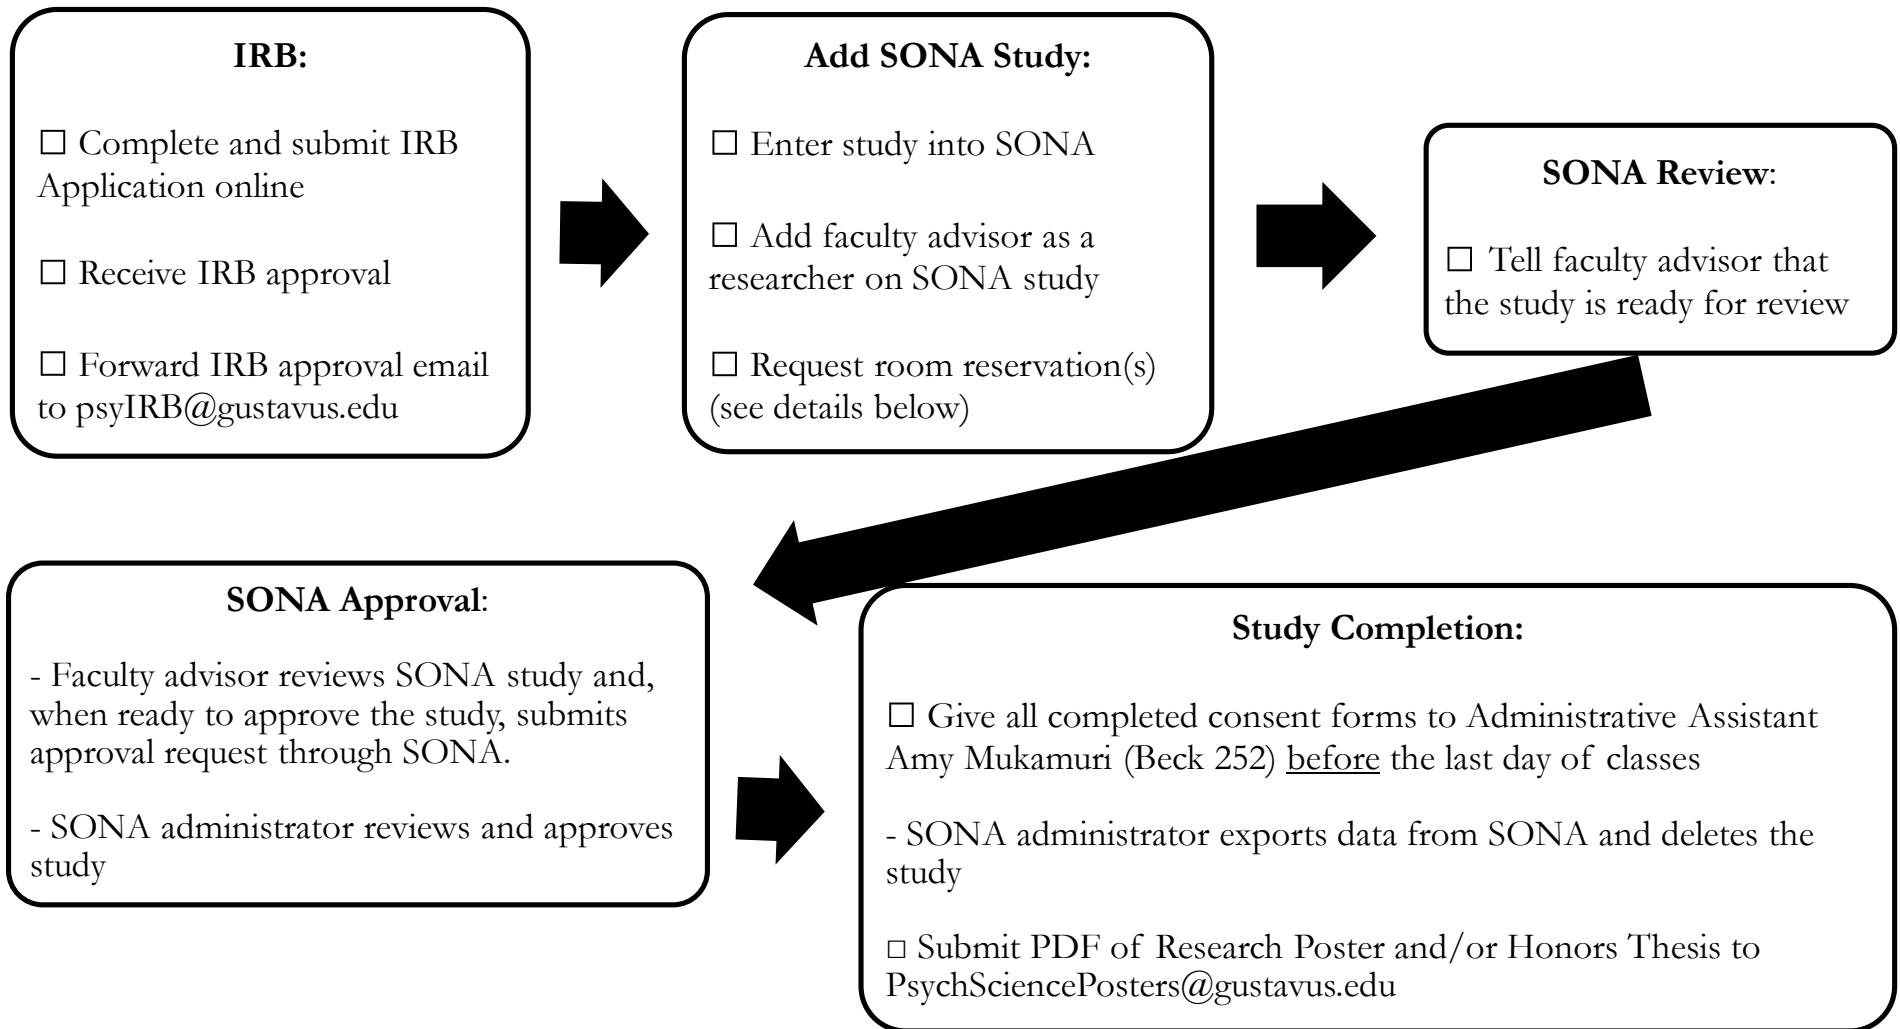 IRB:
☐ Complete and submit IRB
Application online
☐ Receive IRB approval
☐ Forward IRB approval email
to psyIRB@gustavus.edu
Add SONA Study:
☐ Enter study into SONA
☐ Add faculty advisor as a
researcher on SONA study
☐ Request room reservation(s)
(see details below)
SONA Review:
☐ Tell faculty advisor that
the study is ready for review
SONA Approval:
- Faculty advisor reviews SONA study and,
when ready to approve the study, submits
approval request through SONA.
- SONA administrator reviews and approves
study
Study Completion:
☐ Give all completed consent forms to Administrative Assistant
Amy Mukamuri (Beck 252) before the last day of classes
- SONA administrator exports data from SONA and deletes the
study
□ Submit PDF of Research Poster and/or Honors Thesis to
PsychSciencePosters@gustavus.edu